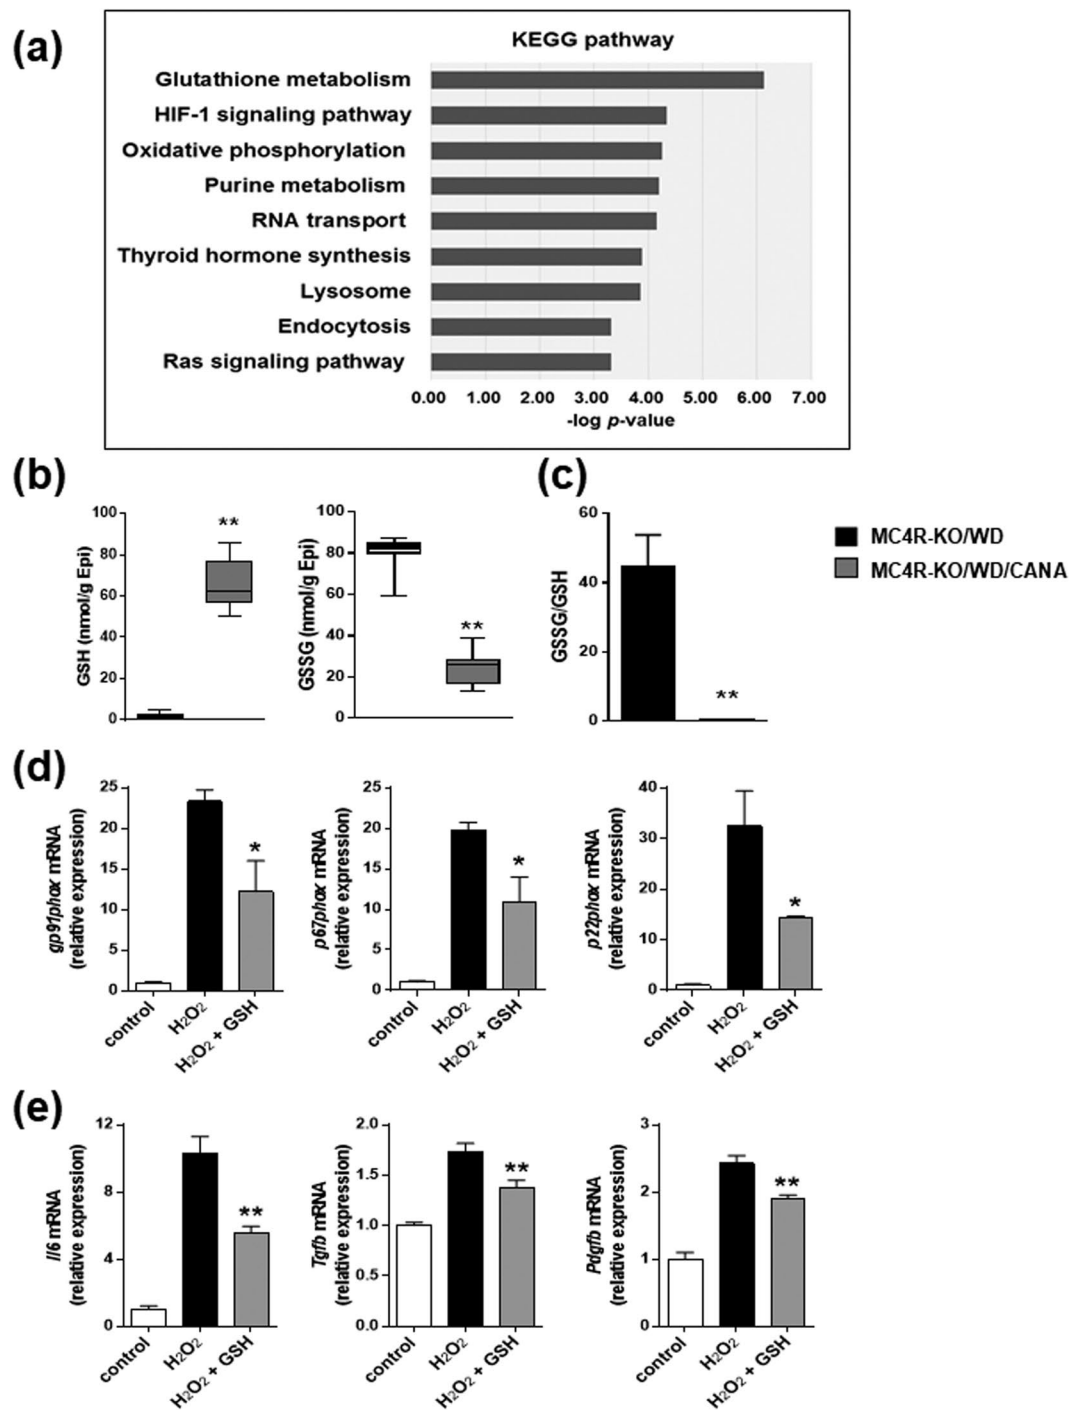 (a)
KEGG pathway
Glutathione metabolism
HIF-1 signaling pathway
Oxidative phosphorylation
Purine metabolism
RNA transport
Thyroid hormone synthesis
Lysosome
Endocytosis
Ras signaling pathway
0.00 1.00 2.00 3.00 4.00 5.00 6.00 7.00
-log p-value
(b)
GSH (nmol/g Epi)
100
80
60
40
20
0
**
GSSG (nmol/g Epi)
100
80
60
40
20
0
**
(c)
GSSG/GSH
60
40
20
0
**
MC4R-KO/WD
MC4R-KO/WD/CANA
(d)
gp91phox mRNA
(relative expression)
25
20
15
10
5
0
*
control
H2O2
H2O2 + GSH
p67phox mRNA
(relative expression)
25
20
15
10
5
0
*
control
H2O2
H2O2 + GSH
p22phox mRNA
(relative expression)
40
30
20
10
0
*
control
H2O2
H2O2 + GSH
(e)
Il6 mRNA
(relative expression)
12
8
4
0
**
control
H2O2
H2O2 + GSH
Tgfb mRNA
(relative expression)
2.0
1.5
1.0
0.5
0.0
**
control
H2O2
H2O2 + GSH
Pdgfb mRNA
(relative expression)
3
2
1
0
**
control
H2O2
H2O2 + GSH